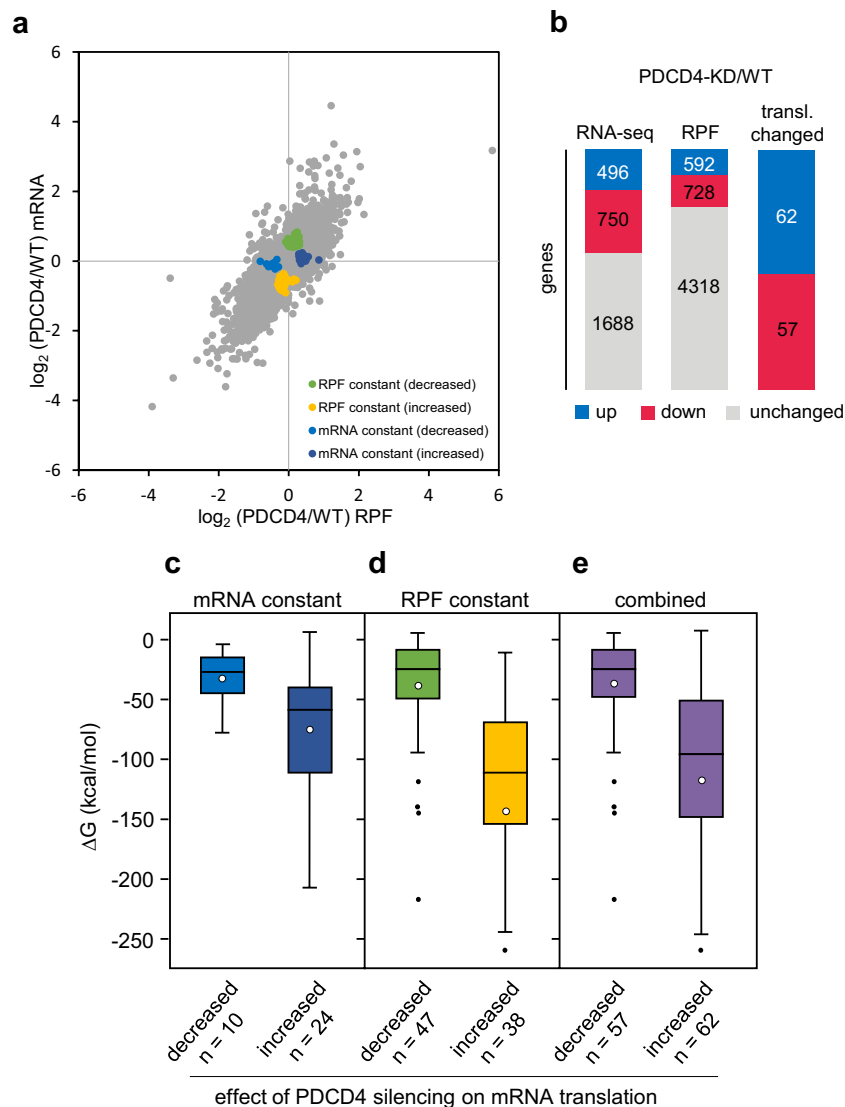 a
6
4
2
0
-2
-4
-6
log2 (PDCD4/WT) mRNA
-6 -4 -2 0 2 4 6
log2 (PDCD4/WT) RPF
RPF constant (decreased)
RPF constant (increased)
mRNA constant (decreased)
mRNA constant (increased)
b
PDCD4-KD/WT
RNA-seq RPF transl.
changed
genes
496 592 62
750 728 57
1688 4318
up down unchanged
c d e
mRNA constant RPF constant combined
0
-50
-100
-150
-200
-250
ΔG (kcal/mol)
decreased
n = 10
increased
n = 24
decreased
n = 47
increased
n = 38
decreased
n = 57
increased
n = 62
effect of PDCD4 silencing on mRNA translation